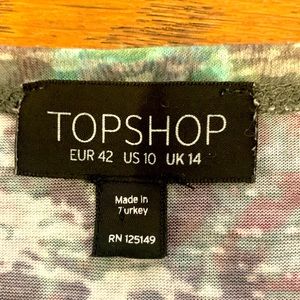 TOPSHOP
EUR 42 US 10 UK 14
Made in
Turkey
RN 125149